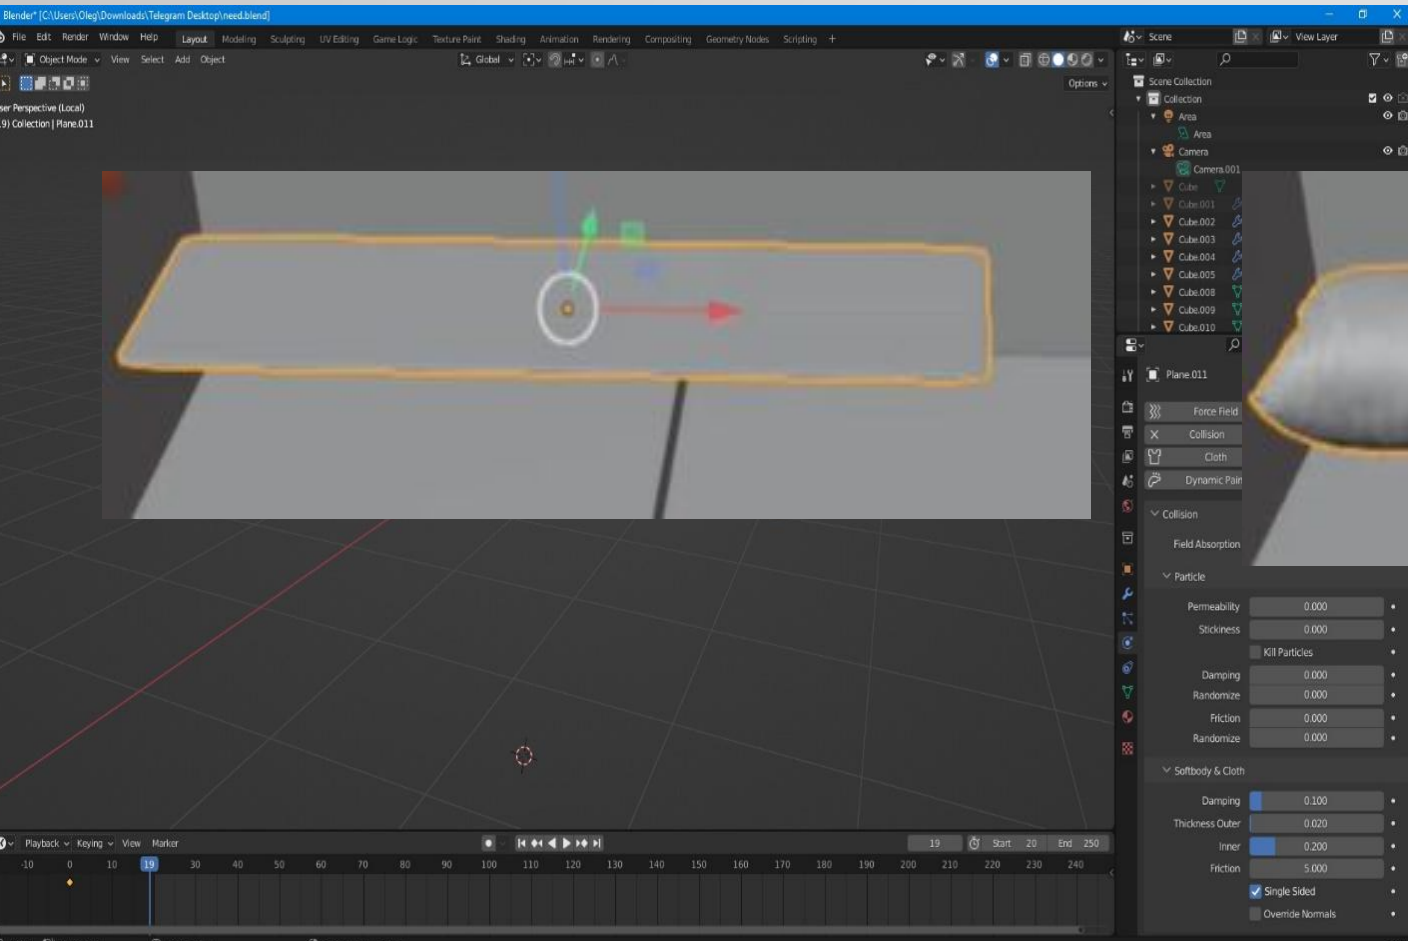 Blender* [C:\Users\Oleg\Downloads\Telegram Desktop\need.blend]
File Edit Render Window Help Layout Modeling Sculpting UV Editing Game Logic Texture Paint Shading Animation Rendering Compositing Geometry Nodes Scripting + Scene View Layer
Object Mode View Select Add Object Global
Options
ser Perspective (Local)
.9) Collection | Plane.011
Scene Collection
Collection
Area
Area
Camera
Camera.001
Cube
Cube.001
Cube.002
Cube.003
Cube.004
Cube.005
Cube.008
Cube.009
Cube.010
Plane.011
Force Field
Collision
Cloth
Dynamic Pain
Collision
Field Absorption
Particle
Permeability 0.000
Stickiness 0.000
Kill Particles
Damping 0.000
Randomize 0.000
Friction 0.000
Randomize 0.000
Softbody & Cloth
Damping 0.100
Thickness Outer 0.020
Inner 0.200
Friction 5.000
Single Sided
Override Normals
Playback Keying View Marker 19 Start 20 End 250
-10 0 10 19 30 40 50 60 70 80 90 100 110 120 130 140 150 160 170 180 190 200 210 220 230 240